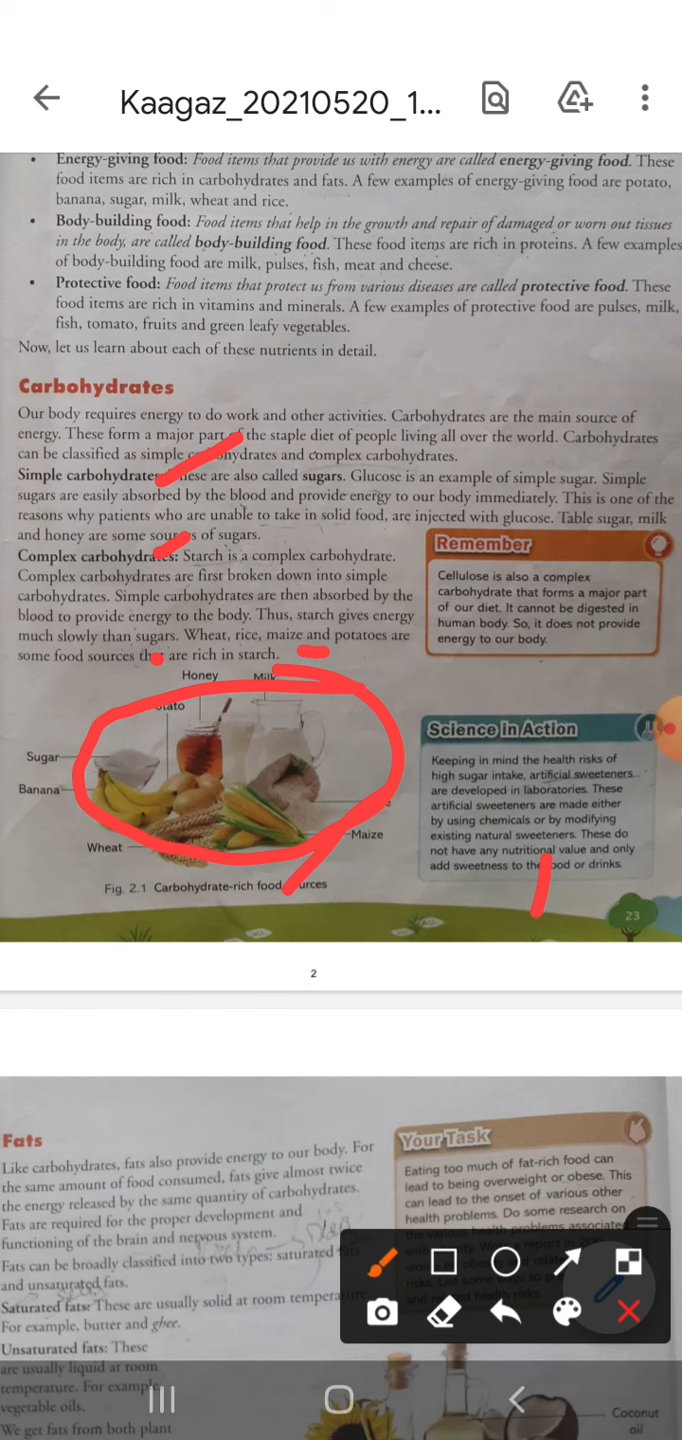 Kaagaz_20210520_1...
• Energy-giving food: Food items that provide us with energy are called energy-giving food. These
food items are rich in carbohydrates and fats. A few examples of energy-giving food are potato,
banana, sugar, milk, wheat and rice.
• Body-building food: Food items that help in the growth and repair of damaged or worn out tissues
in the body, are called body-building food. These food items are rich in proteins. A few examples
of body-building food are milk, pulses, fish, meat and cheese.
• Protective food: Food items that protect us from various diseases are called protective food. These
food items are rich in vitamins and minerals. A few examples of protective food are pulses, milk,
fish, tomato, fruits and green leafy vegetables.
Now, let us learn about each of these nutrients in detail.
Carbohydrates
Our body requires energy to do work and other activities. Carbohydrates are the main source of
energy. These form a major part of the staple diet of people living all over the world. Carbohydrates
can be classified as simple carbohydrates and complex carbohydrates.
Simple carbohydrates: These are also called sugars. Glucose is an example of simple sugar. Simple
sugars are easily absorbed by the blood and provide energy to our body immediately. This is one of the
reasons why patients who are unable to take in solid food, are injected with glucose. Table sugar, milk
and honey are some sources of sugars.
Complex carbohydrates: Starch is a complex carbohydrate.
Complex carbohydrates are first broken down into simple
carbohydrates. Simple carbohydrates are then absorbed by the
blood to provide energy to the body. Thus, starch gives energy
much slowly than sugars. Wheat, rice, maize and potatoes are
some food sources that are rich in starch.
Remember
Cellulose is also a complex
carbohydrate that forms a major part
of our diet. It cannot be digested in
human body. So, it does not provide
energy to our body.
Honey
Milk
Potato
Sugar
Banana
Wheat
Maize
Fig. 2.1 Carbohydrate-rich food sources
Science in Action
Keeping in mind the health risks of
high sugar intake, artificial sweeteners
are developed in laboratories. These
artificial sweeteners are made either
by using chemicals or by modifying
existing natural sweeteners. These do
not have any nutritional value and only
add sweetness to the food or drinks.
23
2
Fats
Like carbohydrates, fats also provide energy to our body. For
the same amount of food consumed, fats give almost twice
the energy released by the same quantity of carbohydrates.
Fats are required for the proper development and
functioning of the brain and nervous system.
Fats can be broadly classified into two types: saturated fats
and unsaturated fats.
Saturated fats: These are usually solid at room temperature.
For example, butter and ghee.
Unsaturated fats: These
are usually liquid at room
temperature. For example,
vegetable oils.
We get fats from both plant
Your Task
Eating too much of fat-rich food can
lead to being overweight or obese. This
can lead to the onset of various other
health problems. Do some research on
the various health problems associated
Coconut
oil